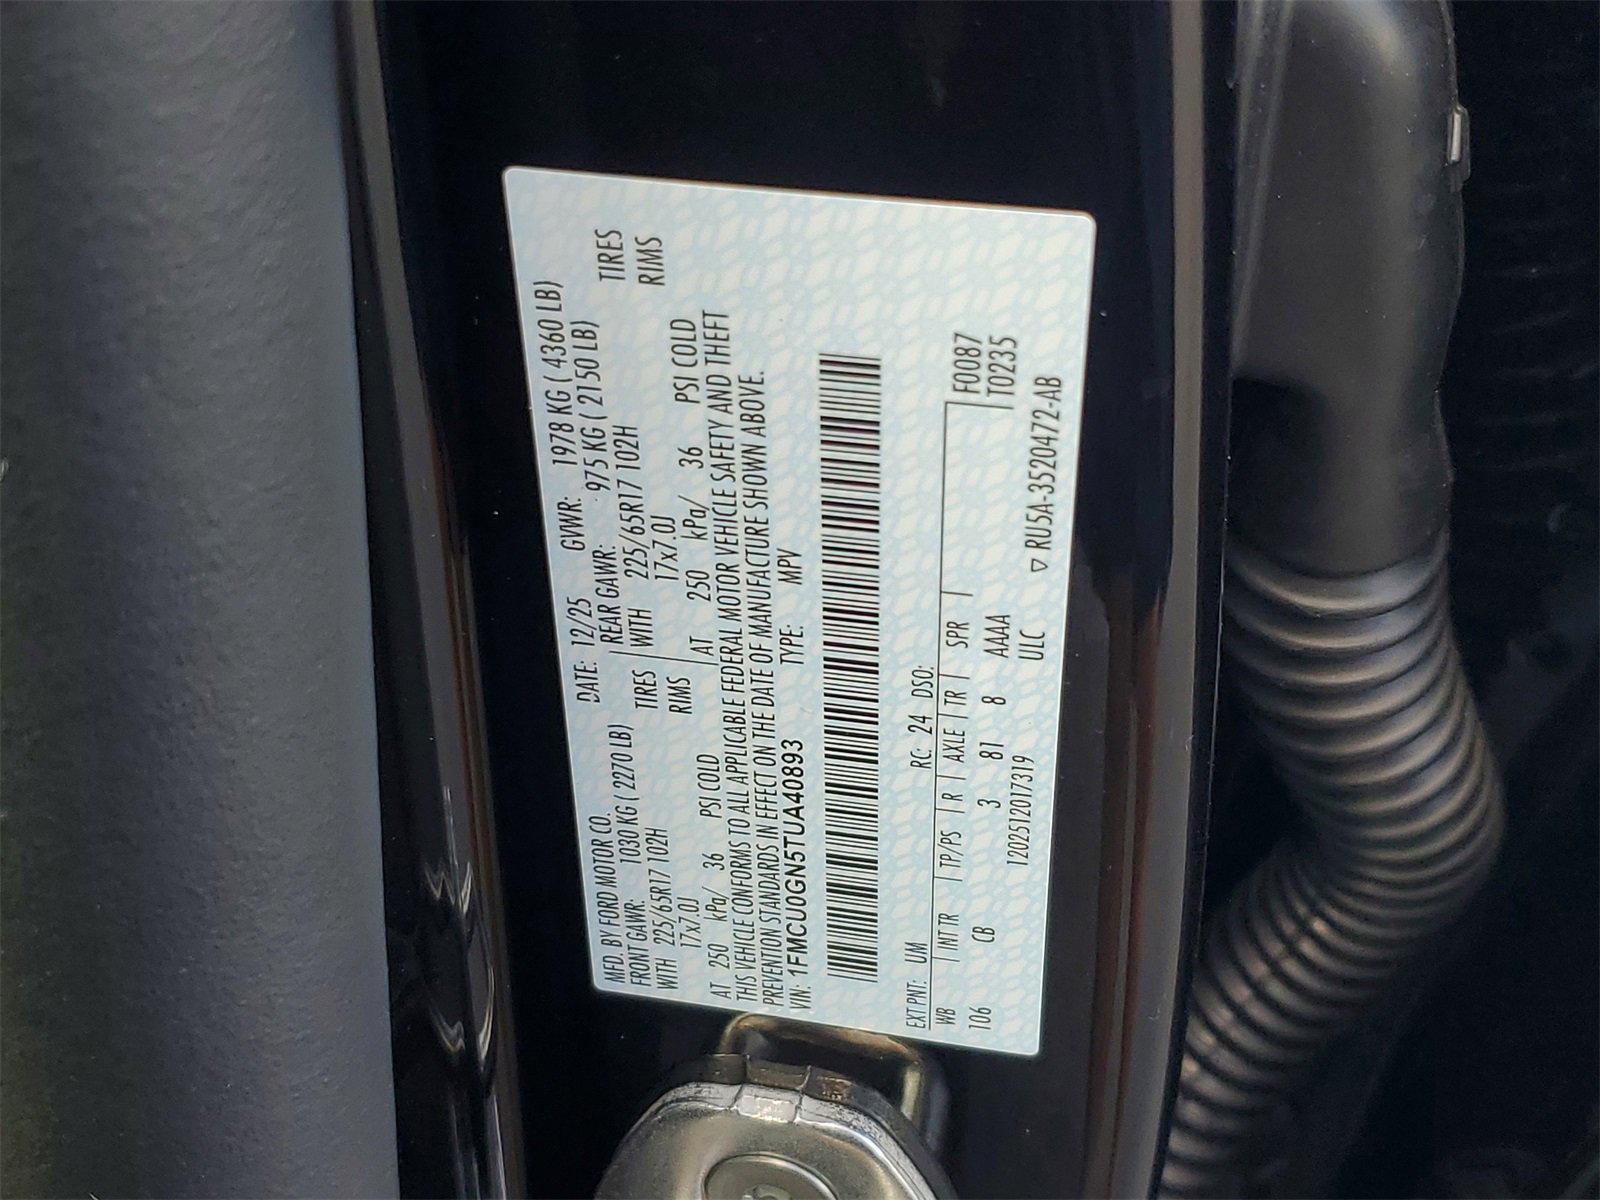 MFD. BY FORD MOTOR CO. DATE: 12/25 GVWR: 1978 KG ( 4360 LB)
FRONT GAWR: 1030 KG ( 2270 LB) REAR GAWR: 975 KG ( 2150 LB)
WITH 225/65R17 102H TIRES WITH 225/65R17 102H TIRES
17x7.0J RIMS 17x7.0J RIMS
AT 250 kPa/ 36 PSI COLD AT 250 kPa/ 36 PSI COLD
THIS VEHICLE CONFORMS TO ALL APPLICABLE FEDERAL MOTOR VEHICLE SAFETY AND THEFT
PREVENTION STANDARDS IN EFFECT ON THE DATE OF MANUFACTURE SHOWN ABOVE.
VIN: 1FMCU0GN5TUA40893 TYPE: MPV
EXT PNT: UM RC: 24 DSO: F0087
WB INT TR TP/PS R AXLE TR SPR T0235
106 CB 3 81 8 AAAA
1202512017319 ULC ▽ RU5A-3520472-AB